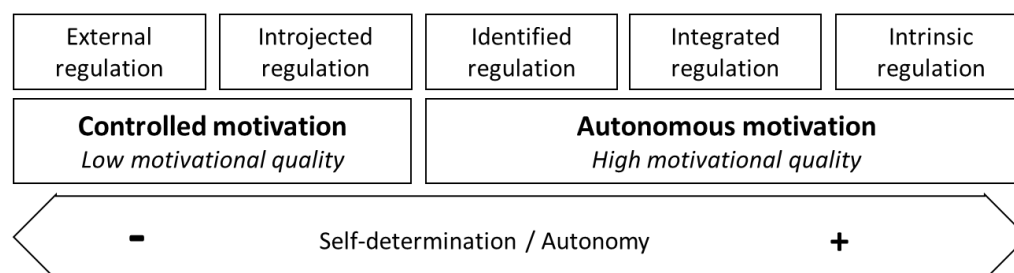 External
regulation
Introjected
regulation
Identified
regulation
Integrated
regulation
Intrinsic
regulation
Controlled motivation
Low motivational quality
Autonomous motivation
High motivational quality
- Self-determination / Autonomy +